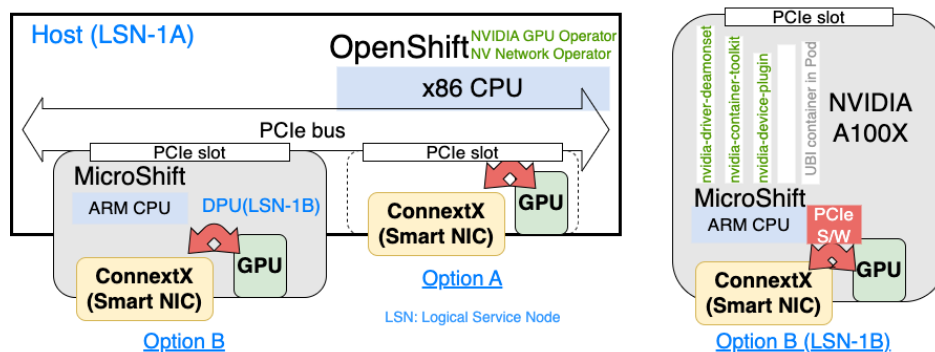 Host (LSN-1A)
OpenShift
NVIDIA GPU Operator
NV Network Operator
x86 CPU
PCIe bus
PCIe slot
MicroShift
ARM CPU
DPU(LSN-1B)
GPU
ConnextX
(Smart NIC)
Option B
PCIe slot
GPU
ConnextX
(Smart NIC)
Option A
LSN: Logical Service Node
PCIe slot
nvidia-driver-deamonset
nvidia-container-toolkit
nvidia-device-plugin
UBI container in Pod
NVIDIA
A100X
MicroShift
ARM CPU
PCIe
S/W
GPU
ConnextX
(Smart NIC)
Option B (LSN-1B)